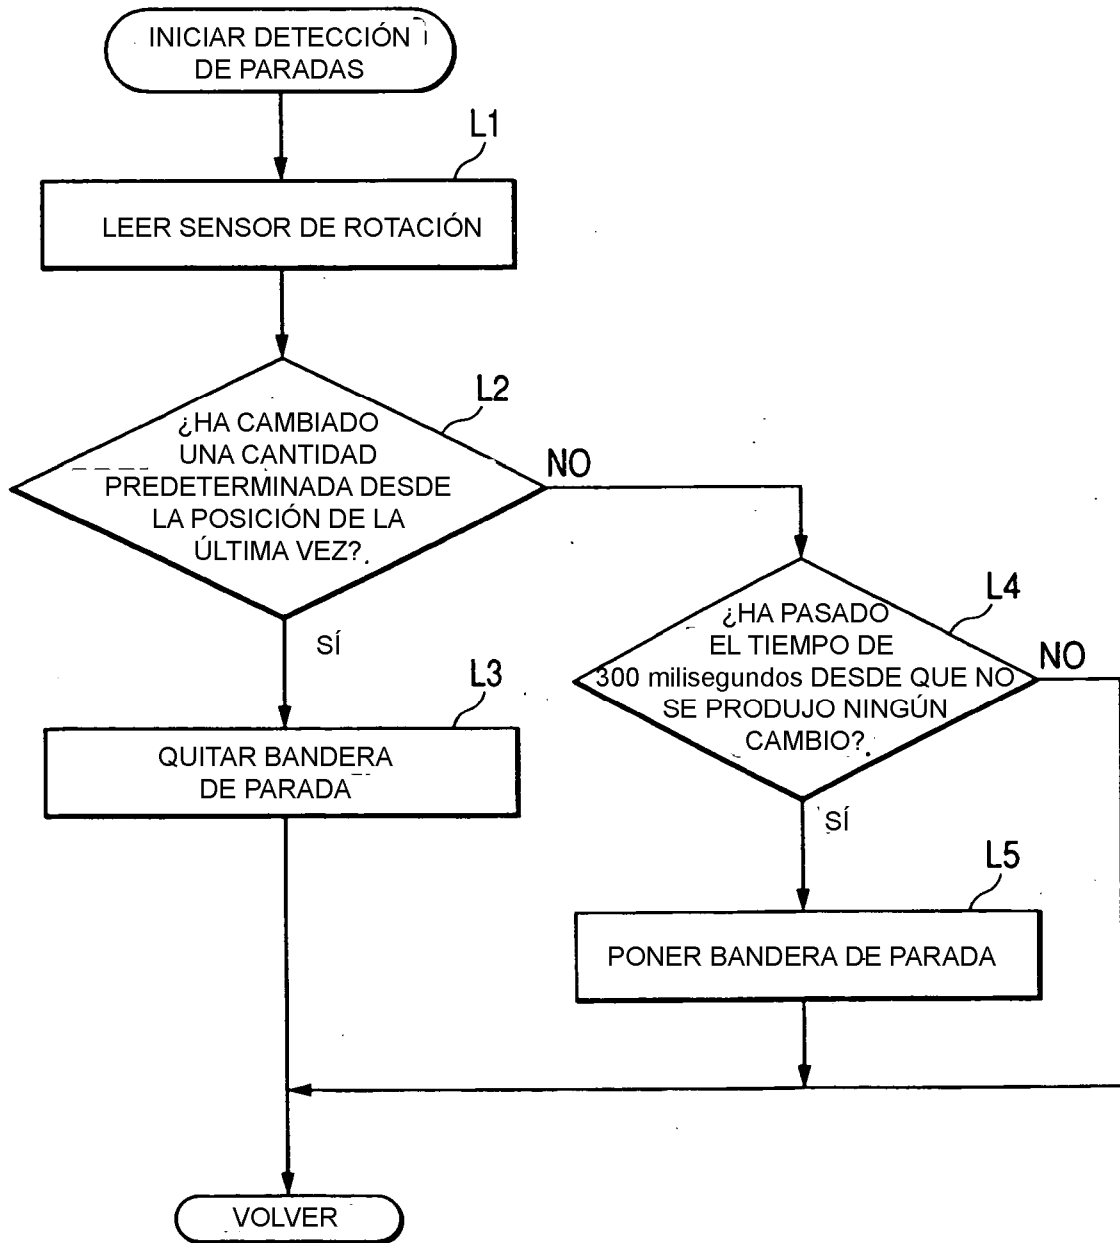 INICIAR DETECCIÓN
DE PARADAS
L1
LEER SENSOR DE ROTACIÓN
L2
¿HA CAMBIADO
UNA CANTIDAD
PREDETERMINADA DESDE
LA POSICIÓN DE LA
ÚLTIMA VEZ?
NO
SÍ
L3
QUITAR BANDERA
DE PARADA
L4
¿HA PASADO
EL TIEMPO DE
300 milisegundos DESDE QUE NO
SE PRODUJO NINGÚN
CAMBIO?
NO
SÍ
L5
PONER BANDERA DE PARADA
VOLVER